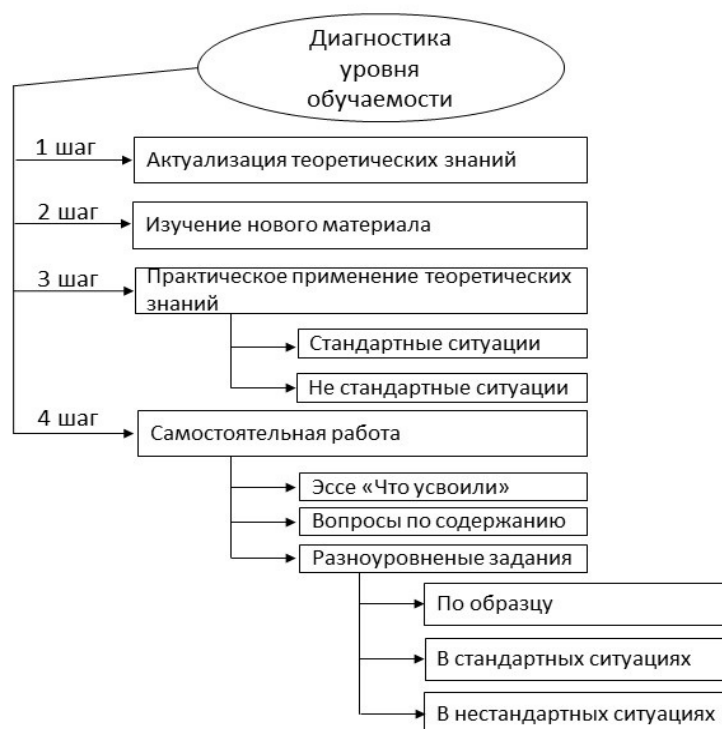 Диагностика
уровня
обучаемости
1 шаг
Актуализация теоретических знаний
2 шаг
Изучение нового материала
3 шаг
Практическое применение теоретических
знаний
Стандартные ситуации
Не стандартные ситуации
4 шаг
Самостоятельная работа
Эссе «Что усвоили»
Вопросы по содержанию
Разноуровненые задания
По образцу
В стандартных ситуациях
В нестандартных ситуациях